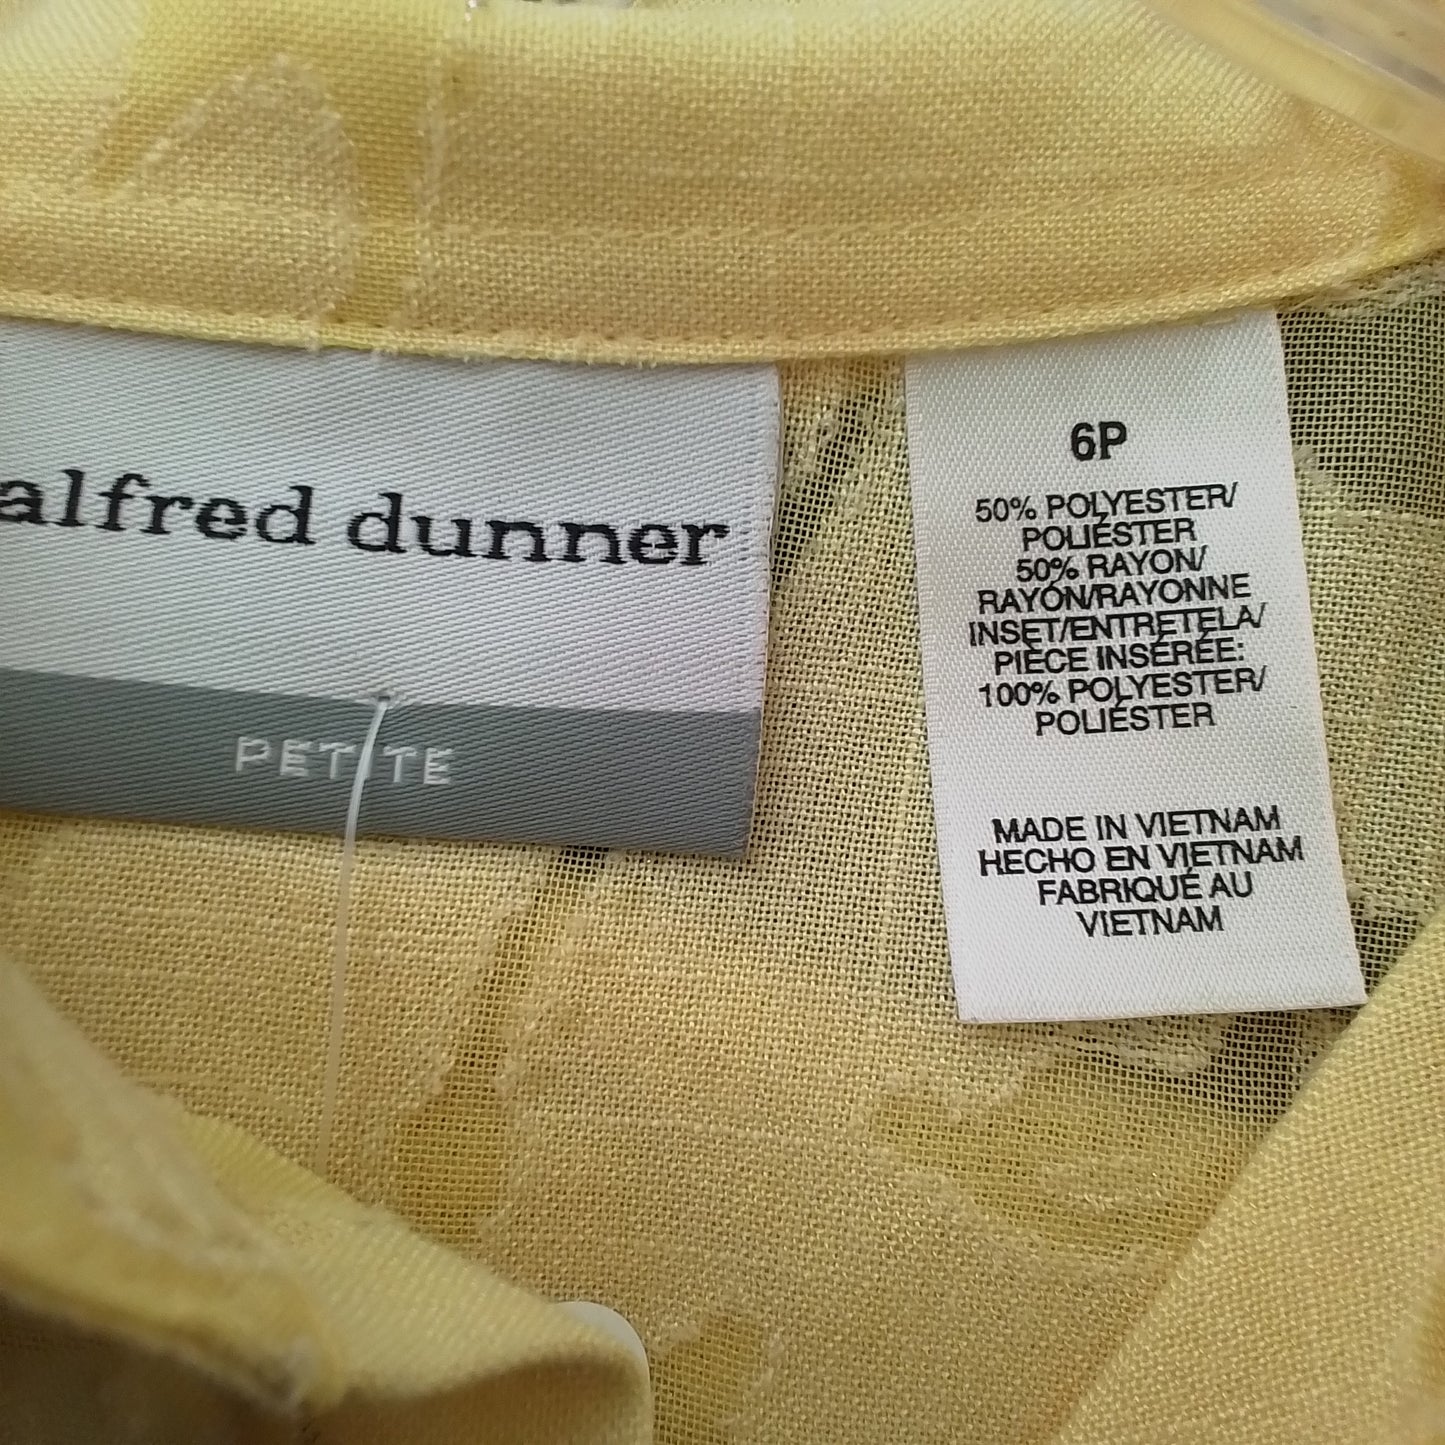 alfred dunner
PETITE
6P
50% POLYESTER/
POLIÉSTER
50% RAYON/
RAYÓN/RAYONNE
INSET/ENTRETELA/
PIÈCE INSÉRÉE:
100% POLYESTER/
POLIÉSTER
MADE IN VIETNAM
HECHO EN VIETNAM
FABRIQUÉ AU
VIETNAM